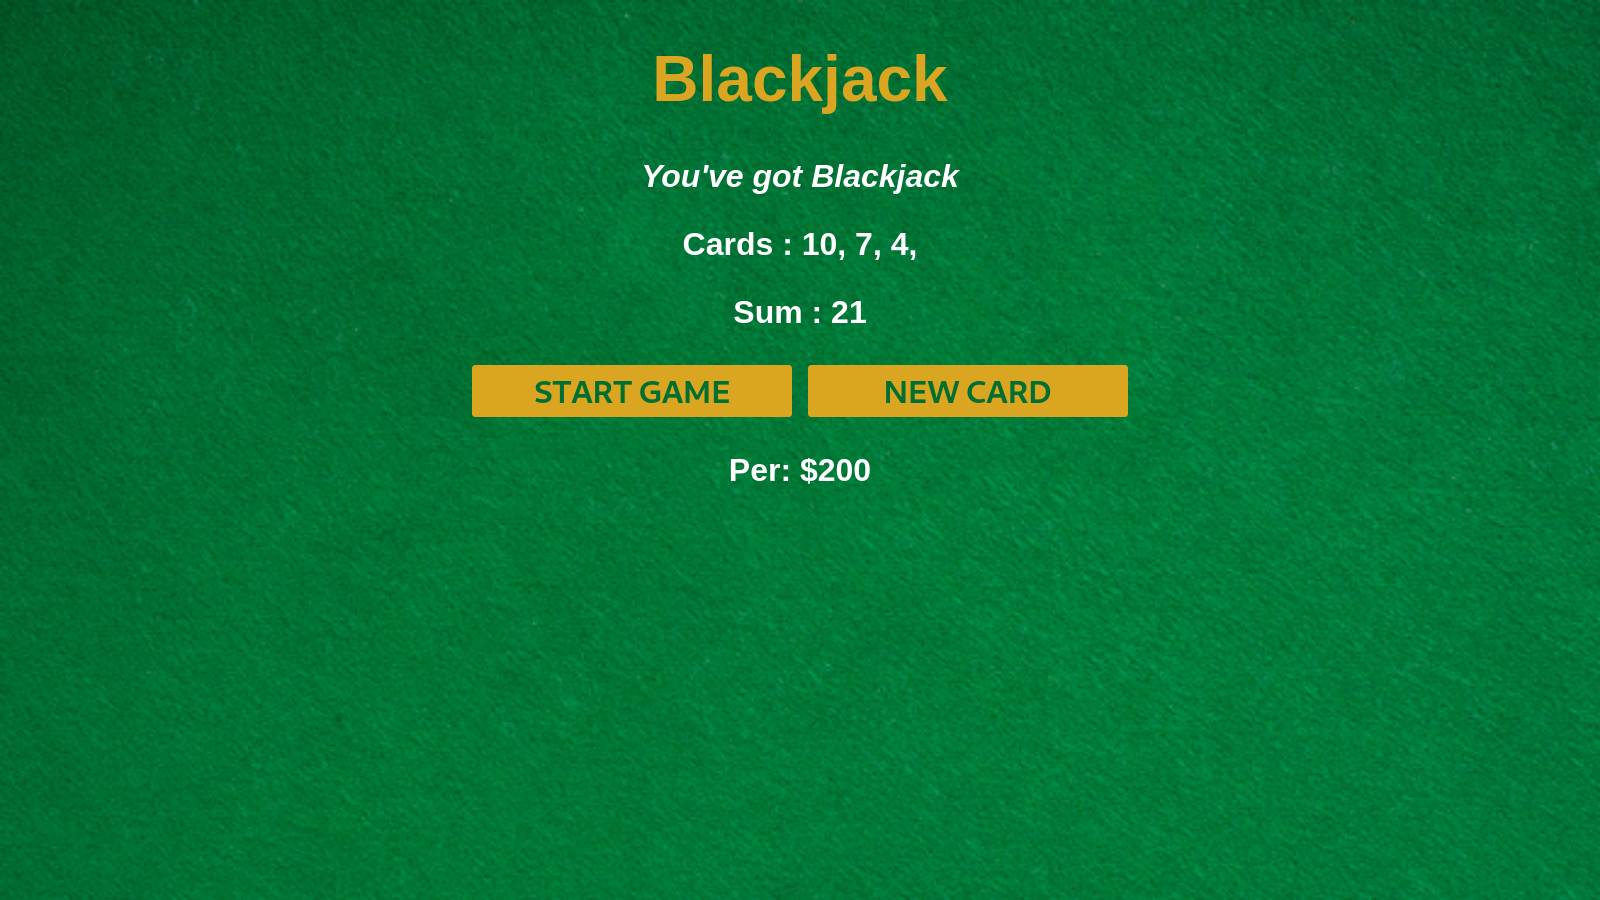 Blackjack
You've got Blackjack
Cards : 10, 7, 4,
Sum : 21
START GAME NEW CARD
Per: $200